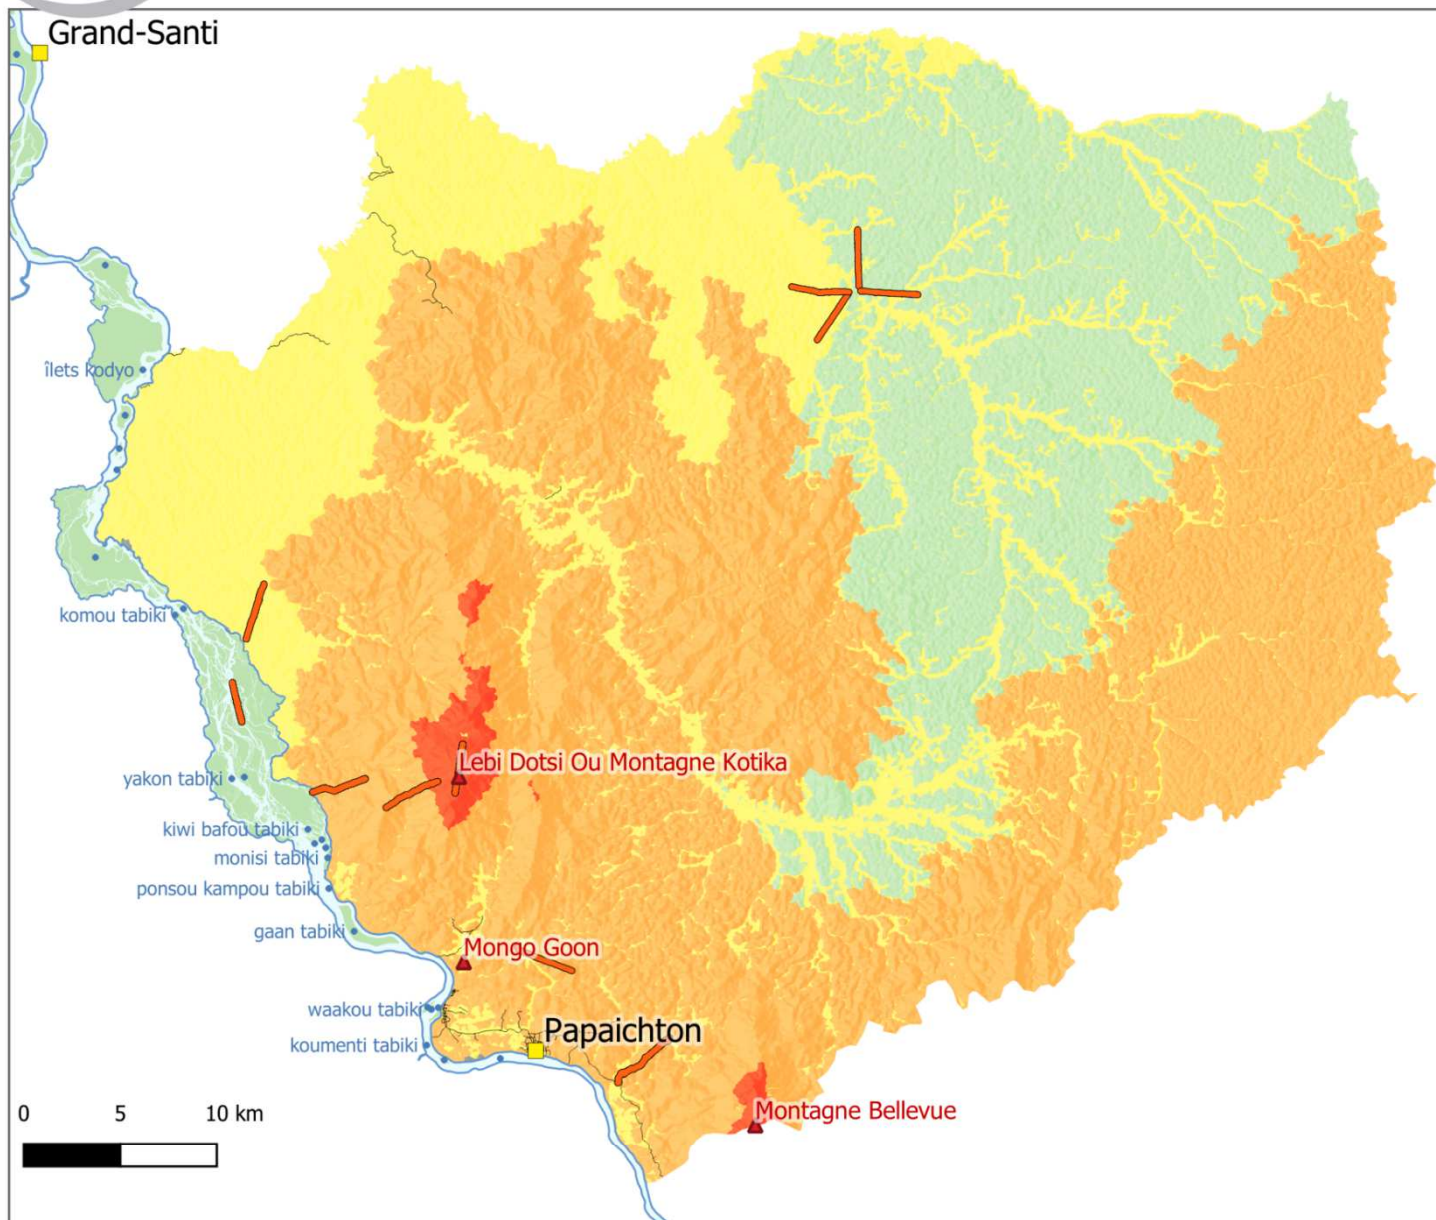 Grand-Santi
îlets kodyo
komou tabiki
Lebi Dotsi Ou Montagne Kotika
yakon tabiki
kiwi bafou tabiki
monisi tabiki
ponsou kampou tabiki
gaan tabiki
Mongo Goon
waakou tabiki
Papaichton
koumenti tabiki
0 5 10 km
Montagne Bellevue